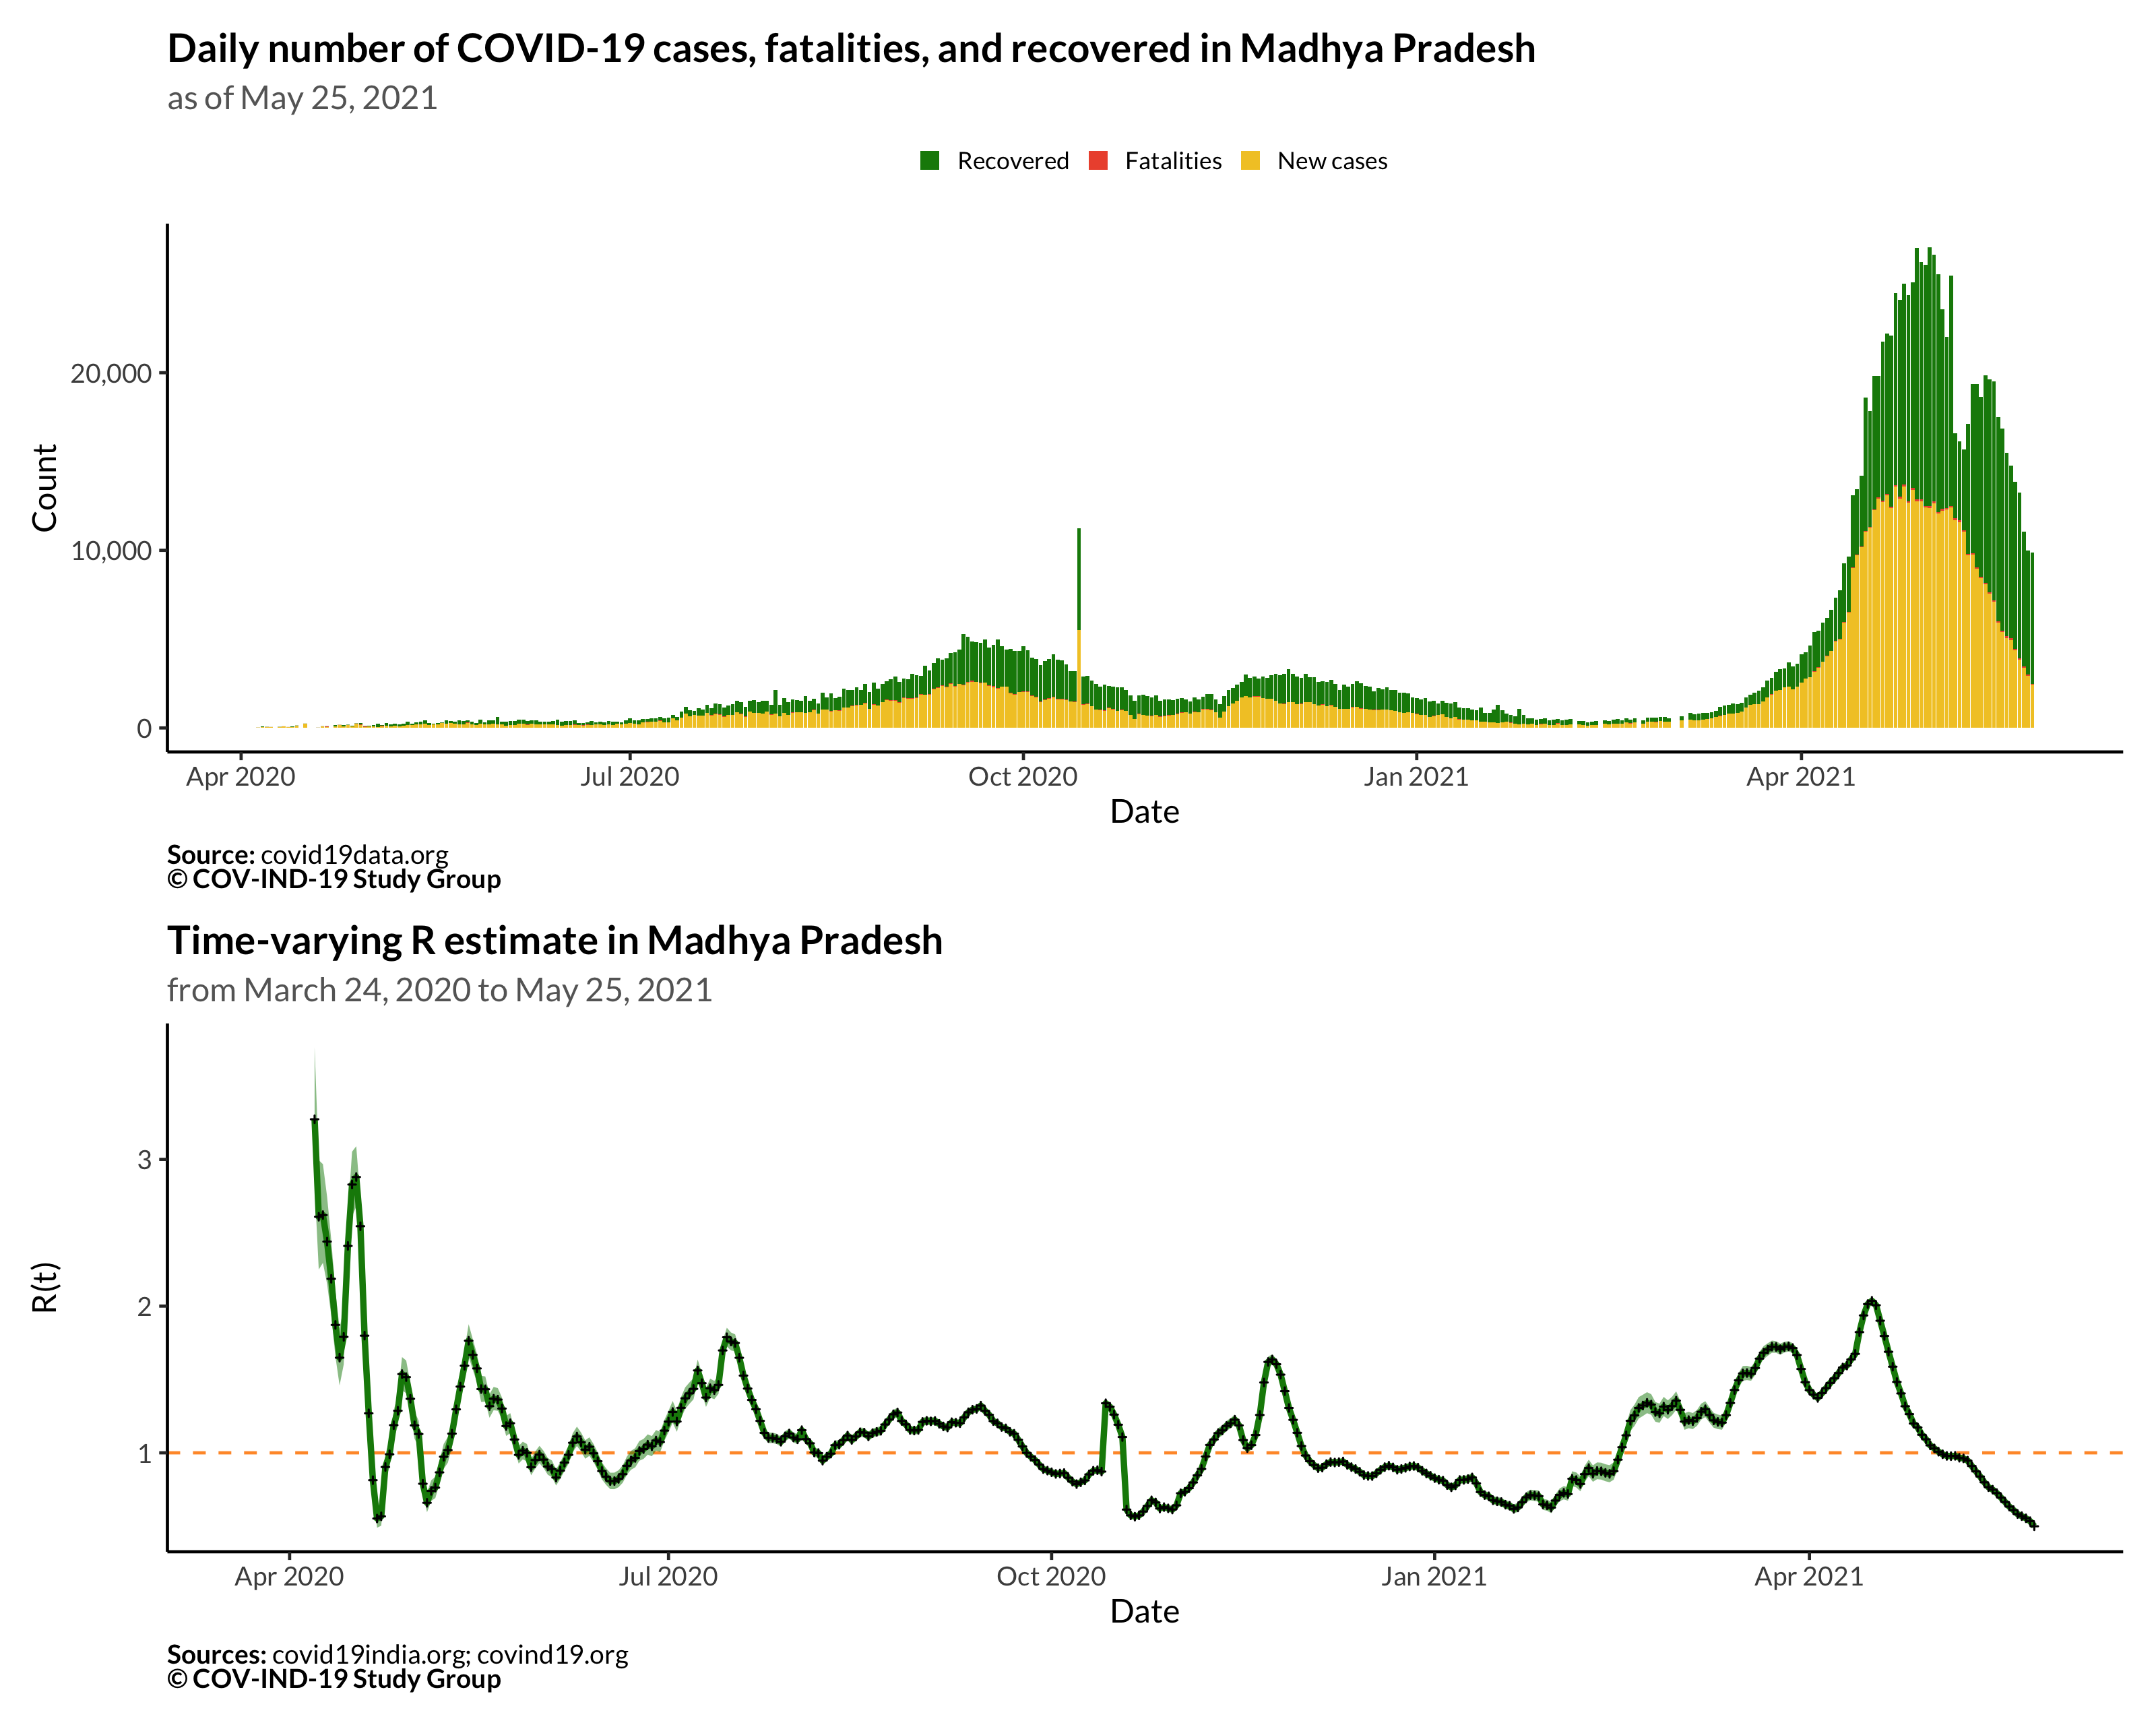 Daily number of COVID-19 cases, fatalities, and recovered in Madhya Pradesh
as of May 25, 2021
Recovered Fatalities New cases
Count
20,000
10,000
0
Apr 2020 Jul 2020 Oct 2020 Jan 2021 Apr 2021
Date
Source: covid19data.org
© COV-IND-19 Study Group
Time-varying R estimate in Madhya Pradesh
from March 24, 2020 to May 25, 2021
R(t)
3
2
1
Apr 2020 Jul 2020 Oct 2020 Jan 2021 Apr 2021
Date
Sources: covid19india.org; covind19.org
© COV-IND-19 Study Group